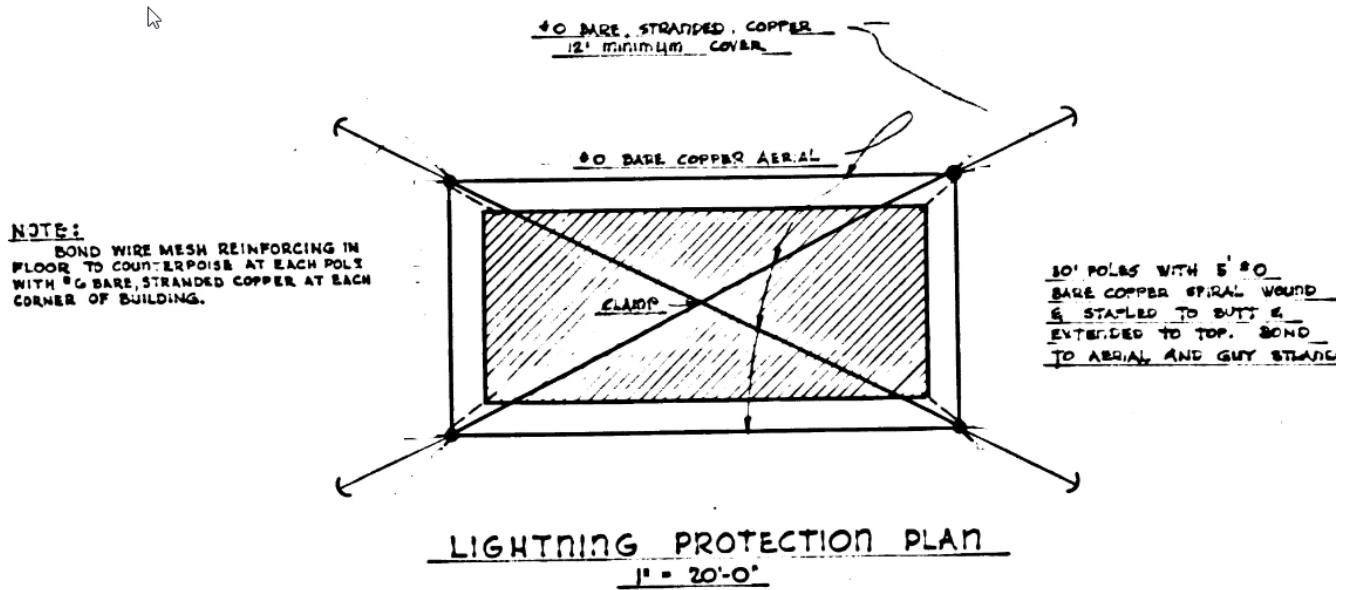 #0 BARE, STRANDED, COPPER
12" MINIMUM COVER
#0 BARE COPPER AERIAL
NOTE:
BOND WIRE MESH REINFORCING IN
FLOOR TO COUNTERPOISE AT EACH POLE
WITH #6 BARE, STRANDED COPPER AT EACH
CORNER OF BUILDING.
CLAMP
30' POLES WITH 5' #0
BARE COPPER SPIRAL WOUND
& STAPLED TO BUTT &
EXTENDED TO TOP. BOND
TO AERIAL AND GUY
LIGHTNING PROTECTION PLAN
1" = 20'-0"